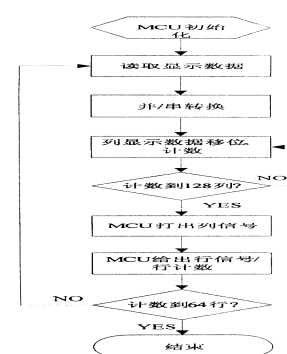 MCU初始
化
读取显示数据
并/串转换
列显示数据移位
计数
NO
计数到128列?
YES
MCU打出列信号
MCU给出行信号/
行计数
NO
计数到64行?
YES
结束